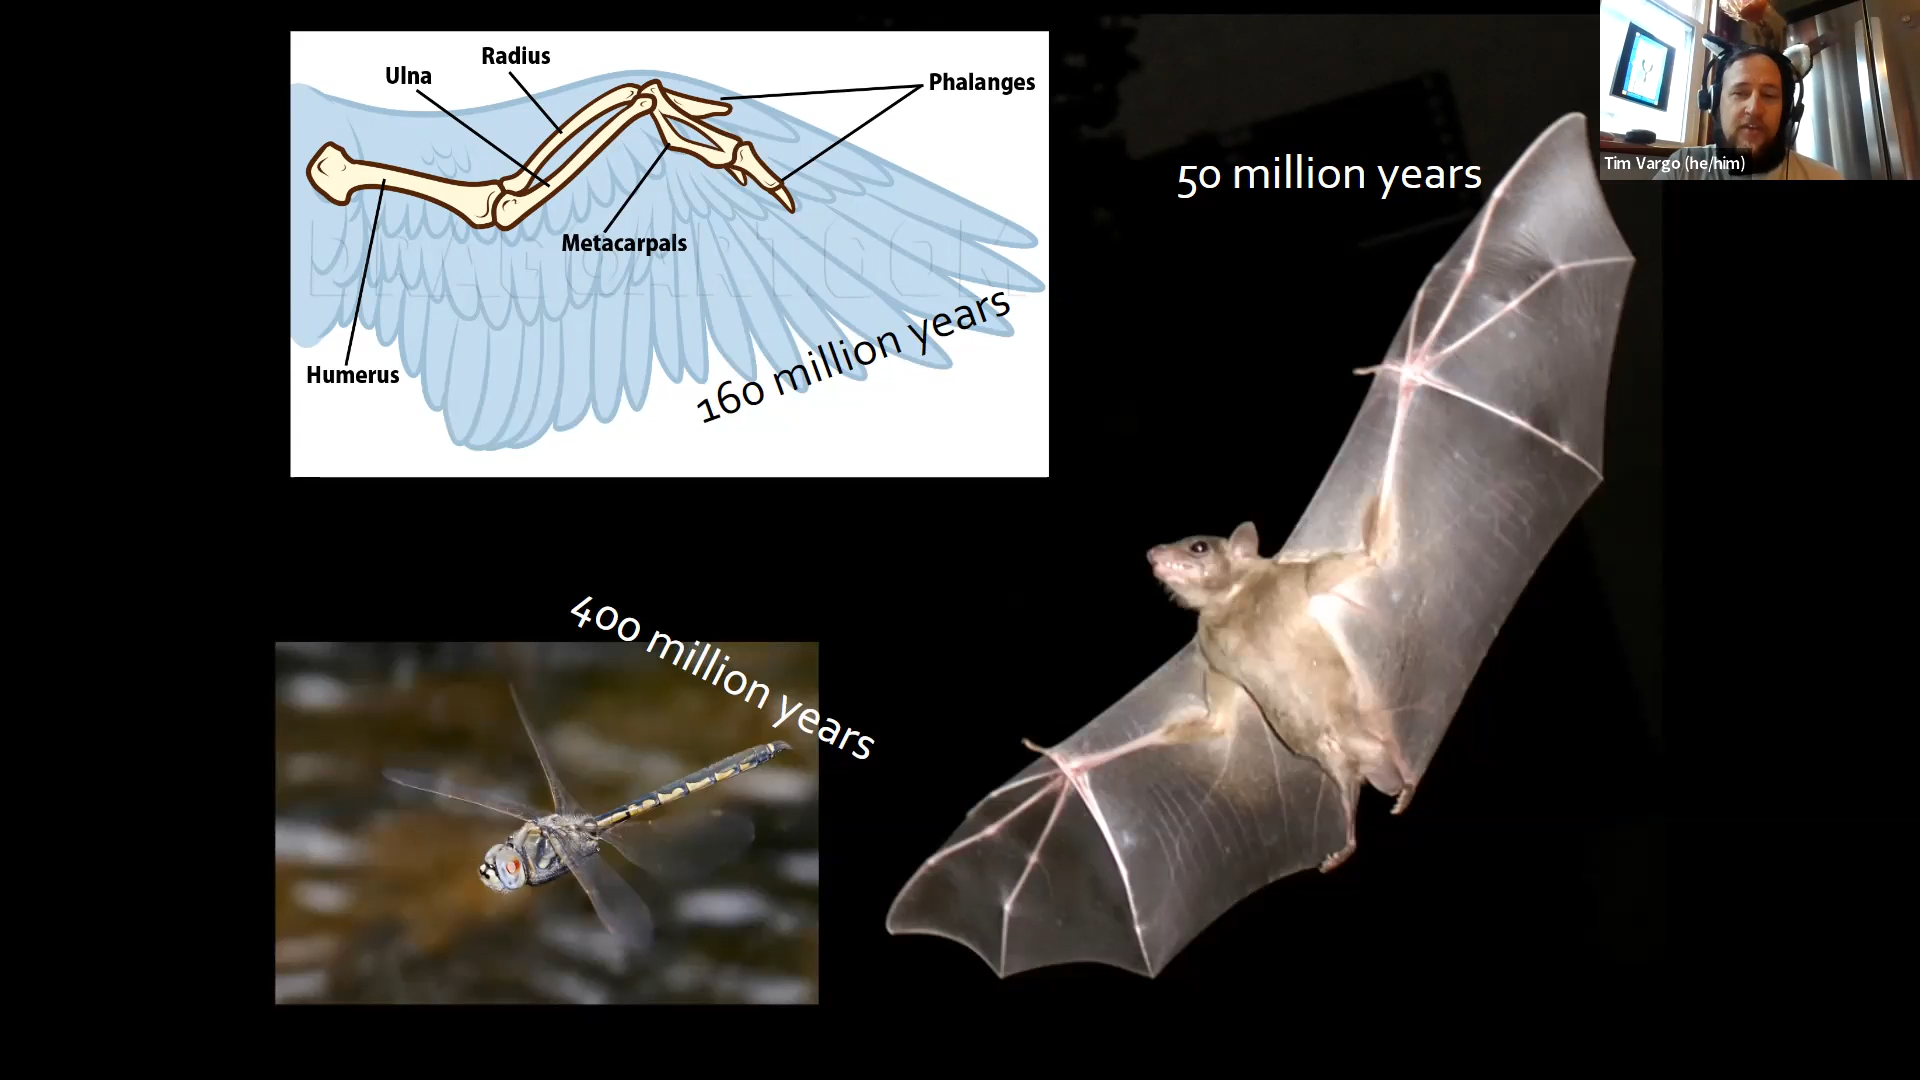 Radius
Ulna
Phalanges
Metacarpals
Humerus
160 million years
50 million years
Tim Vargo (he/him)
400 million years